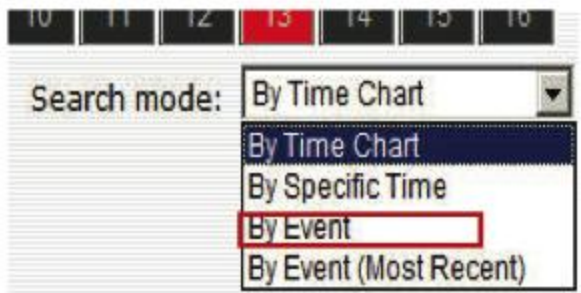 10 11 12 13 14 15 16
Search mode: By Time Chart
By Time Chart
By Specific Time
By Event
By Event (Most Recent)